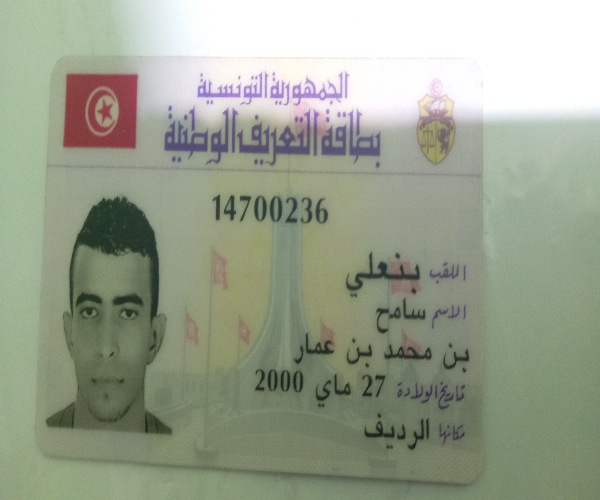 الجمهورية التونسية
بطاقة التعريف الوطنية
14700236
اللقب بنعلي
الاسم سامح
بن محمد بن عمار
تاريخ الولادة 27 ماي 2000
مكانها الرديف